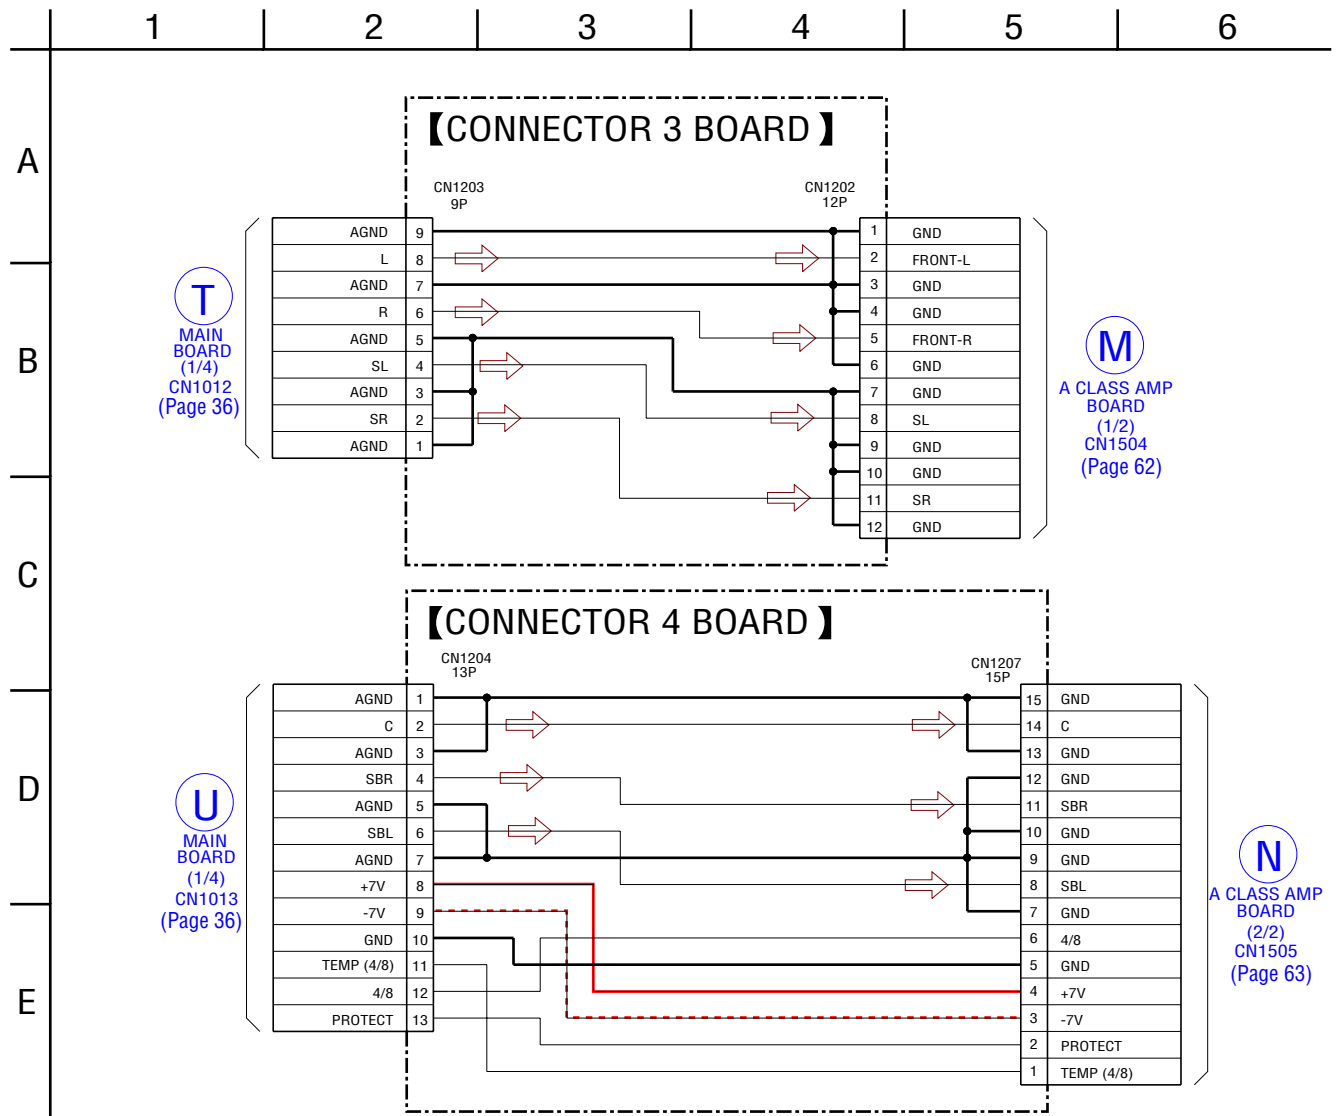 1 2 3 4 5 6
A
B
C
D
E
【CONNECTOR 3 BOARD】
CN1203
9P
CN1202
12P
AGND 9
L 8
AGND 7
R 6
AGND 5
SL 4
AGND 3
SR 2
AGND 1
1 GND
2 FRONT-L
3 GND
4 GND
5 FRONT-R
6 GND
7 GND
8 SL
9 GND
10 GND
11 SR
12 GND
T
MAIN
BOARD
(1/4)
CN1012
(Page 36)
M
A CLASS AMP
BOARD
(1/2)
CN1504
(Page 62)
【CONNECTOR 4 BOARD】
CN1204
13P
CN1207
15P
AGND 1
C 2
AGND 3
SBR 4
AGND 5
SBL 6
AGND 7
+7V 8
-7V 9
GND 10
TEMP (4/8) 11
4/8 12
PROTECT 13
15 GND
14 C
13 GND
12 GND
11 SBR
10 GND
9 GND
8 SBL
7 GND
6 4/8
5 GND
4 +7V
3 -7V
2 PROTECT
1 TEMP (4/8)
U
MAIN
BOARD
(1/4)
CN1013
(Page 36)
N
A CLASS AMP
BOARD
(2/2)
CN1505
(Page 63)